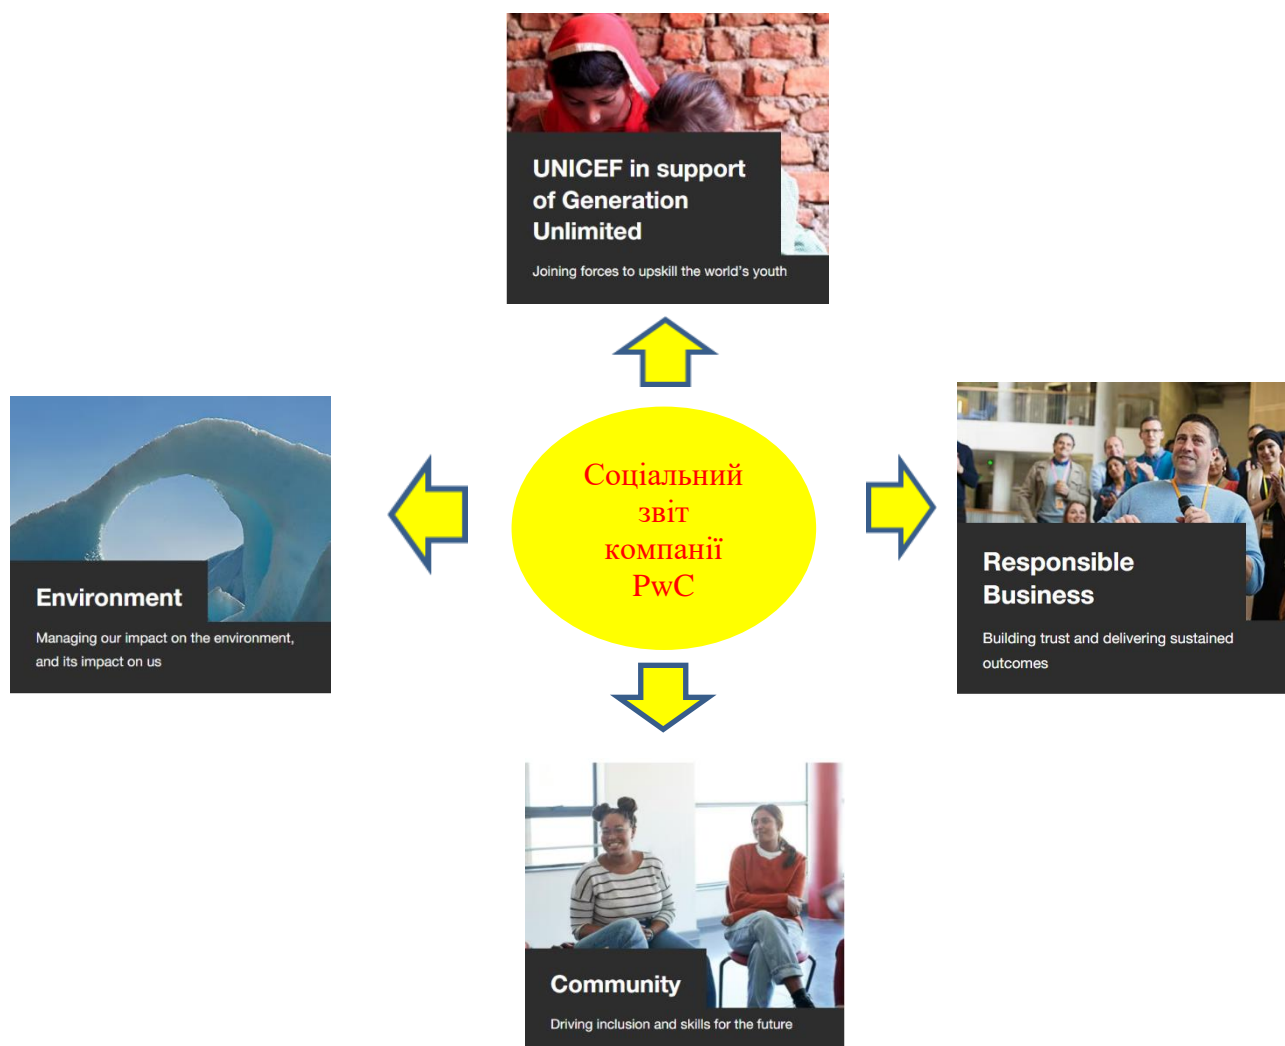 UNICEF in support
of Generation
Unlimited
Joining forces to upskill the world's youth
Environment
Managing our impact on the environment,
and its impact on us
Соціальний
звіт
компанії
PwC
Responsible
Business
Building trust and delivering sustained
outcomes
Community
Driving inclusion and skills for the future